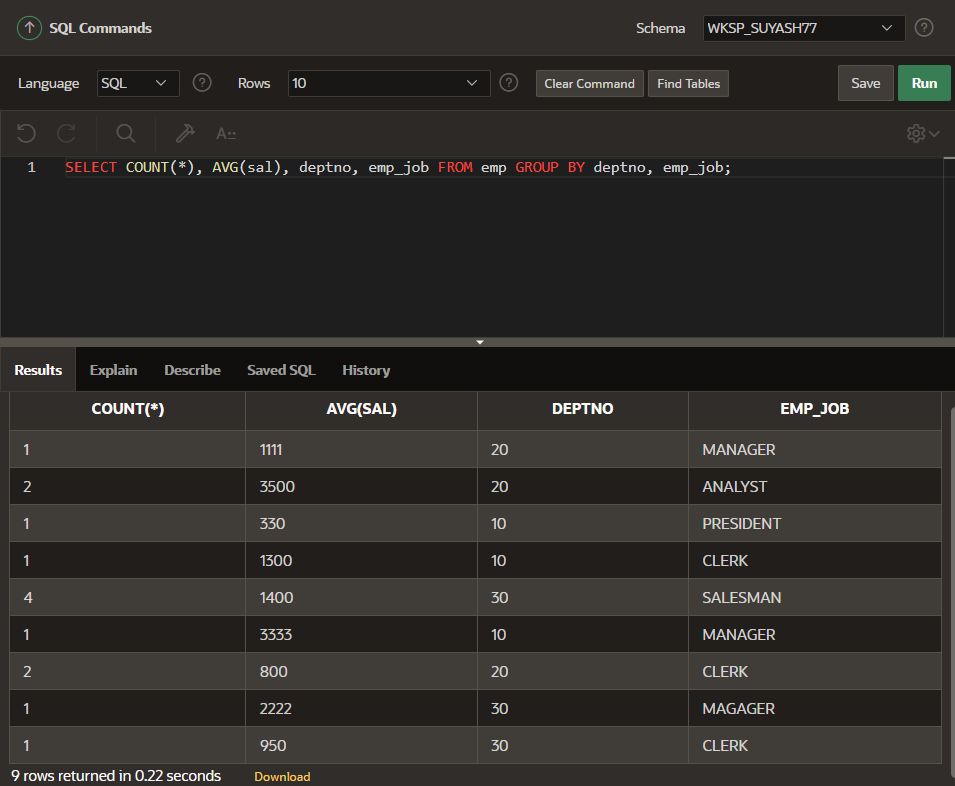 SQL Commands Schema WKSP_SUYASH77 ?
Language SQL ? Rows 10 ? Clear Command Find Tables Save Run
A
1 SELECT COUNT(*), AVG(sal), deptno, emp_job FROM emp GROUP BY deptno, emp_job;
Results Explain Describe Saved SQL History
COUNT(*) AVG(SAL) DEPTNO EMP_JOB
1 1111 20 MANAGER
2 3500 20 ANALYST
1 330 10 PRESIDENT
1 1300 10 CLERK
4 1400 30 SALESMAN
1 3333 10 MANAGER
2 800 20 CLERK
1 2222 30 MAGAGER
1 950 30 CLERK
9 rows returned in 0.22 seconds Download